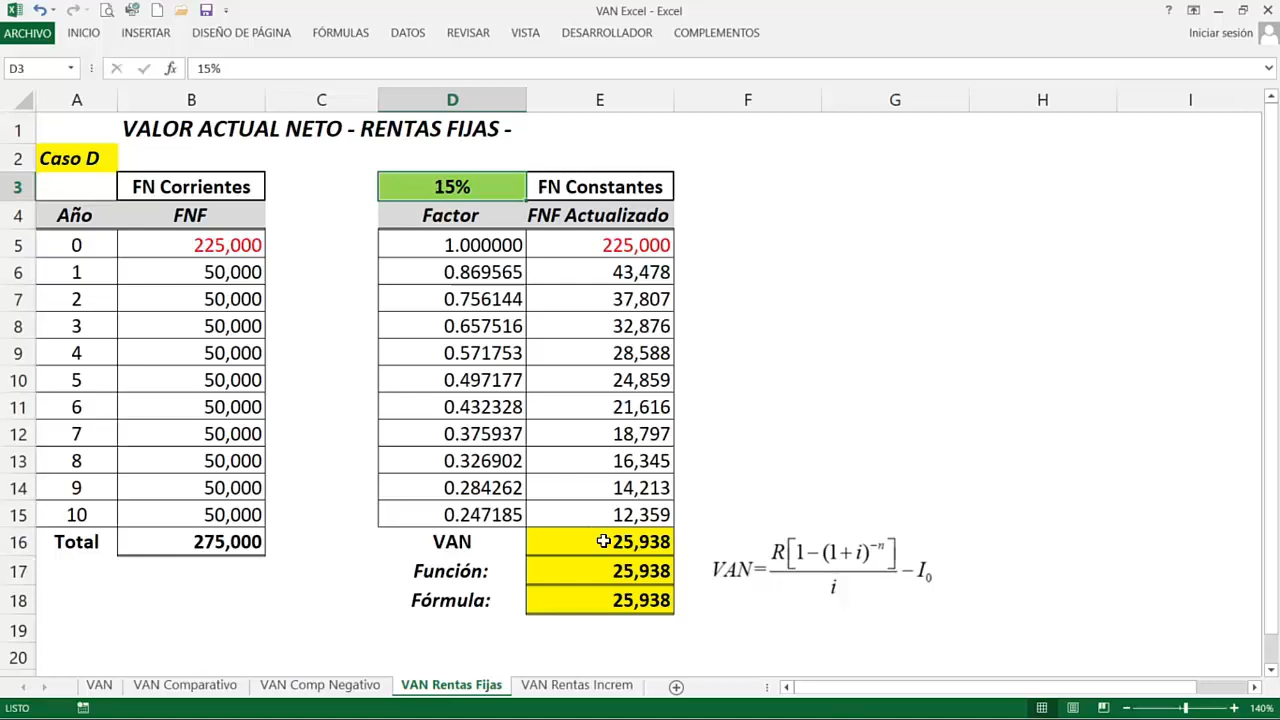 VAN Excel - Excel
ARCHIVO INICIO INSERTAR DISEÑO DE PÁGINA FÓRMULAS DATOS REVISAR VISTA DESARROLLADOR COMPLEMENTOS Iniciar sesión
D3 fx 15%
A B C D E F G H I
1 VALOR ACTUAL NETO - RENTAS FIJAS -
2 Caso D
3 FN Corrientes 15% FN Constantes
4 Año FNF Factor FNF Actualizado
5 0 225,000 1.000000 225,000
6 1 50,000 0.869565 43,478
7 2 50,000 0.756144 37,807
8 3 50,000 0.657516 32,876
9 4 50,000 0.571753 28,588
10 5 50,000 0.497177 24,859
11 6 50,000 0.432328 21,616
12 7 50,000 0.375937 18,797
13 8 50,000 0.326902 16,345
14 9 50,000 0.284262 14,213
15 10 50,000 0.247185 12,359
16 Total 275,000 VAN 25,938
17 Función: 25,938
18 Fórmula: 25,938
VAN= R[1−(1+i)⁻ⁿ] / i − I₀
19
20
VAN VAN Comparativo VAN Comp Negativo VAN Rentas Fijas VAN Rentas Increm
LISTO 140%